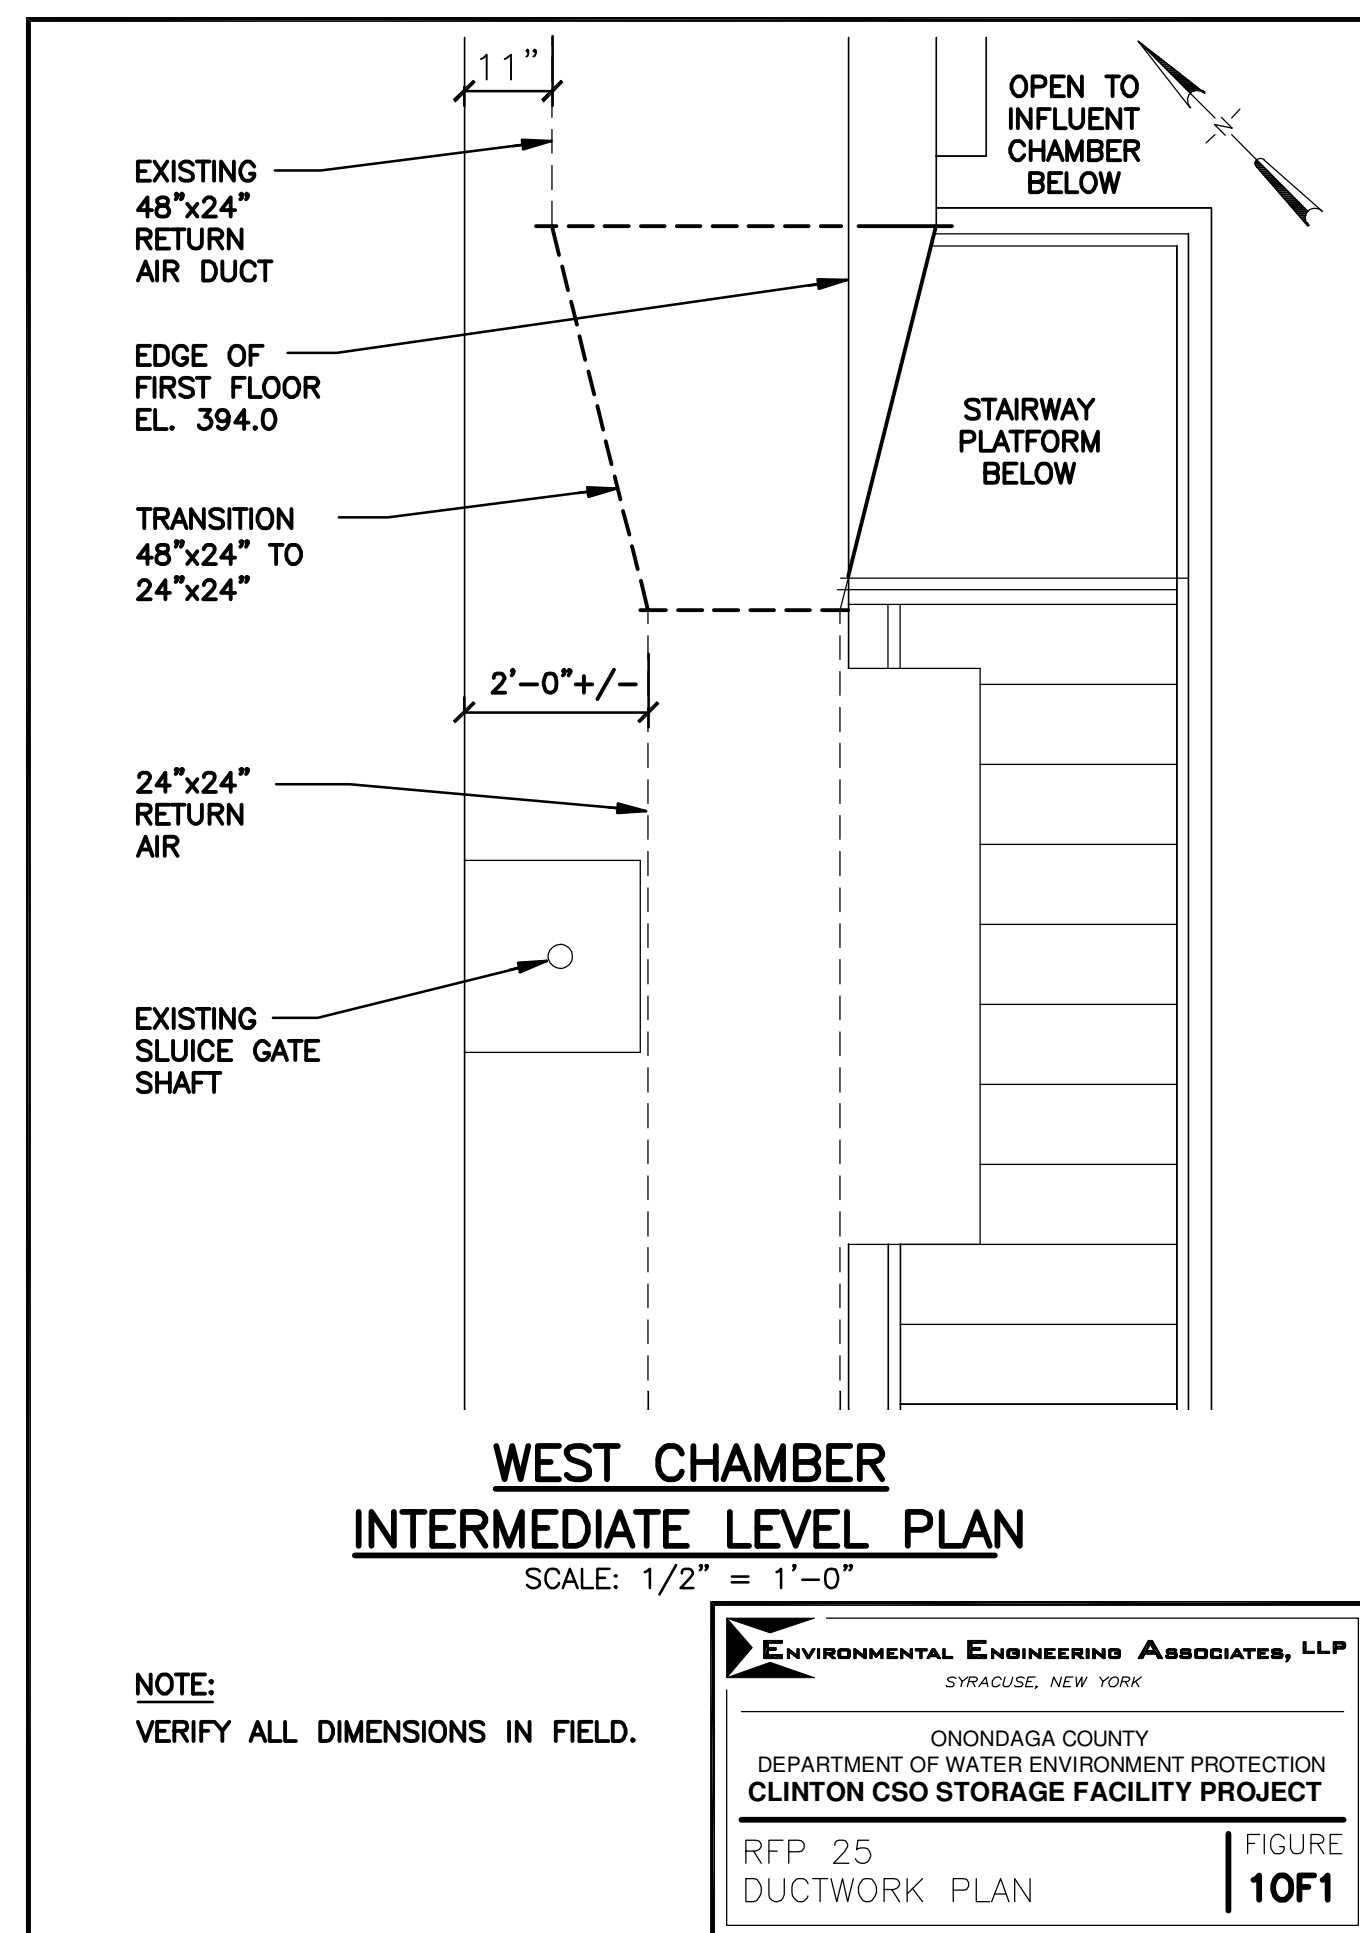 11”
OPEN TO
INFLUENT
CHAMBER
BELOW
N
EXISTING
48”x24”
RETURN
AIR DUCT
EDGE OF
FIRST FLOOR
EL. 394.0
STAIRWAY
PLATFORM
BELOW
TRANSITION
48”x24” TO
24”x24”
2’-0”+/-
24”x24”
RETURN
AIR
EXISTING
SLUICE GATE
SHAFT
WEST CHAMBER
INTERMEDIATE LEVEL PLAN
SCALE: 1/2” = 1’-0”
NOTE:
VERIFY ALL DIMENSIONS IN FIELD.
ENVIRONMENTAL ENGINEERING ASSOCIATES, LLP
SYRACUSE, NEW YORK
ONONDAGA COUNTY
DEPARTMENT OF WATER ENVIRONMENT PROTECTION
CLINTON CSO STORAGE FACILITY PROJECT
RFP 25
DUCTWORK PLAN
FIGURE
1OF1